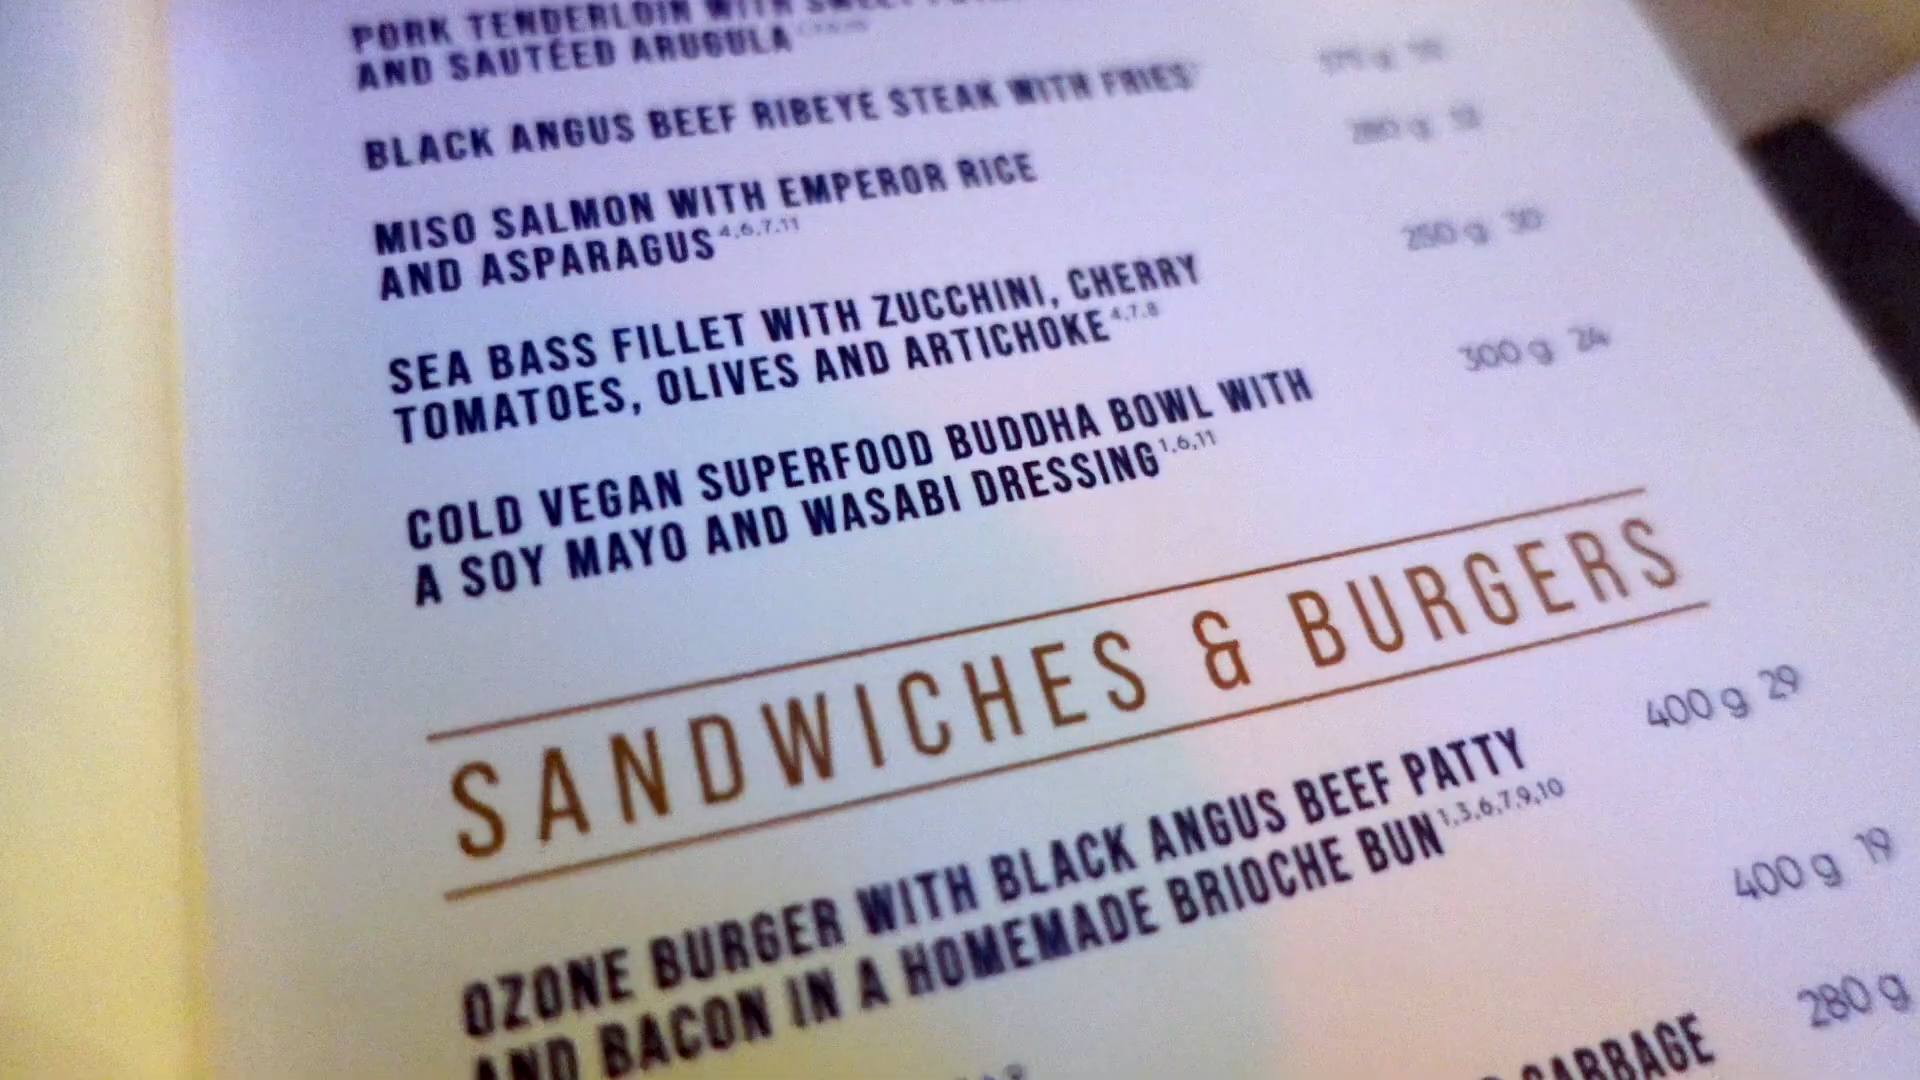 PORK TENDERLOIN WITH SWEET
AND SAUTÉED ARUGULA
BLACK ANGUS BEEF RIBEYE STEAK WITH FRIES
MISO SALMON WITH EMPEROR RICE
AND ASPARAGUS 4,6,7,11
250 g 30
SEA BASS FILLET WITH ZUCCHINI, CHERRY
TOMATOES, OLIVES AND ARTICHOKE 4,7,8
300 g 24
COLD VEGAN SUPERFOOD BUDDHA BOWL WITH
A SOY MAYO AND WASABI DRESSING 1,6,11
SANDWICHES & BURGERS
400 g 29
OZONE BURGER WITH BLACK ANGUS BEEF PATTY
AND BACON IN A HOMEMADE BRIOCHE BUN 1,3,6,7,9,10
400 g 19
CABBAGE
280 g